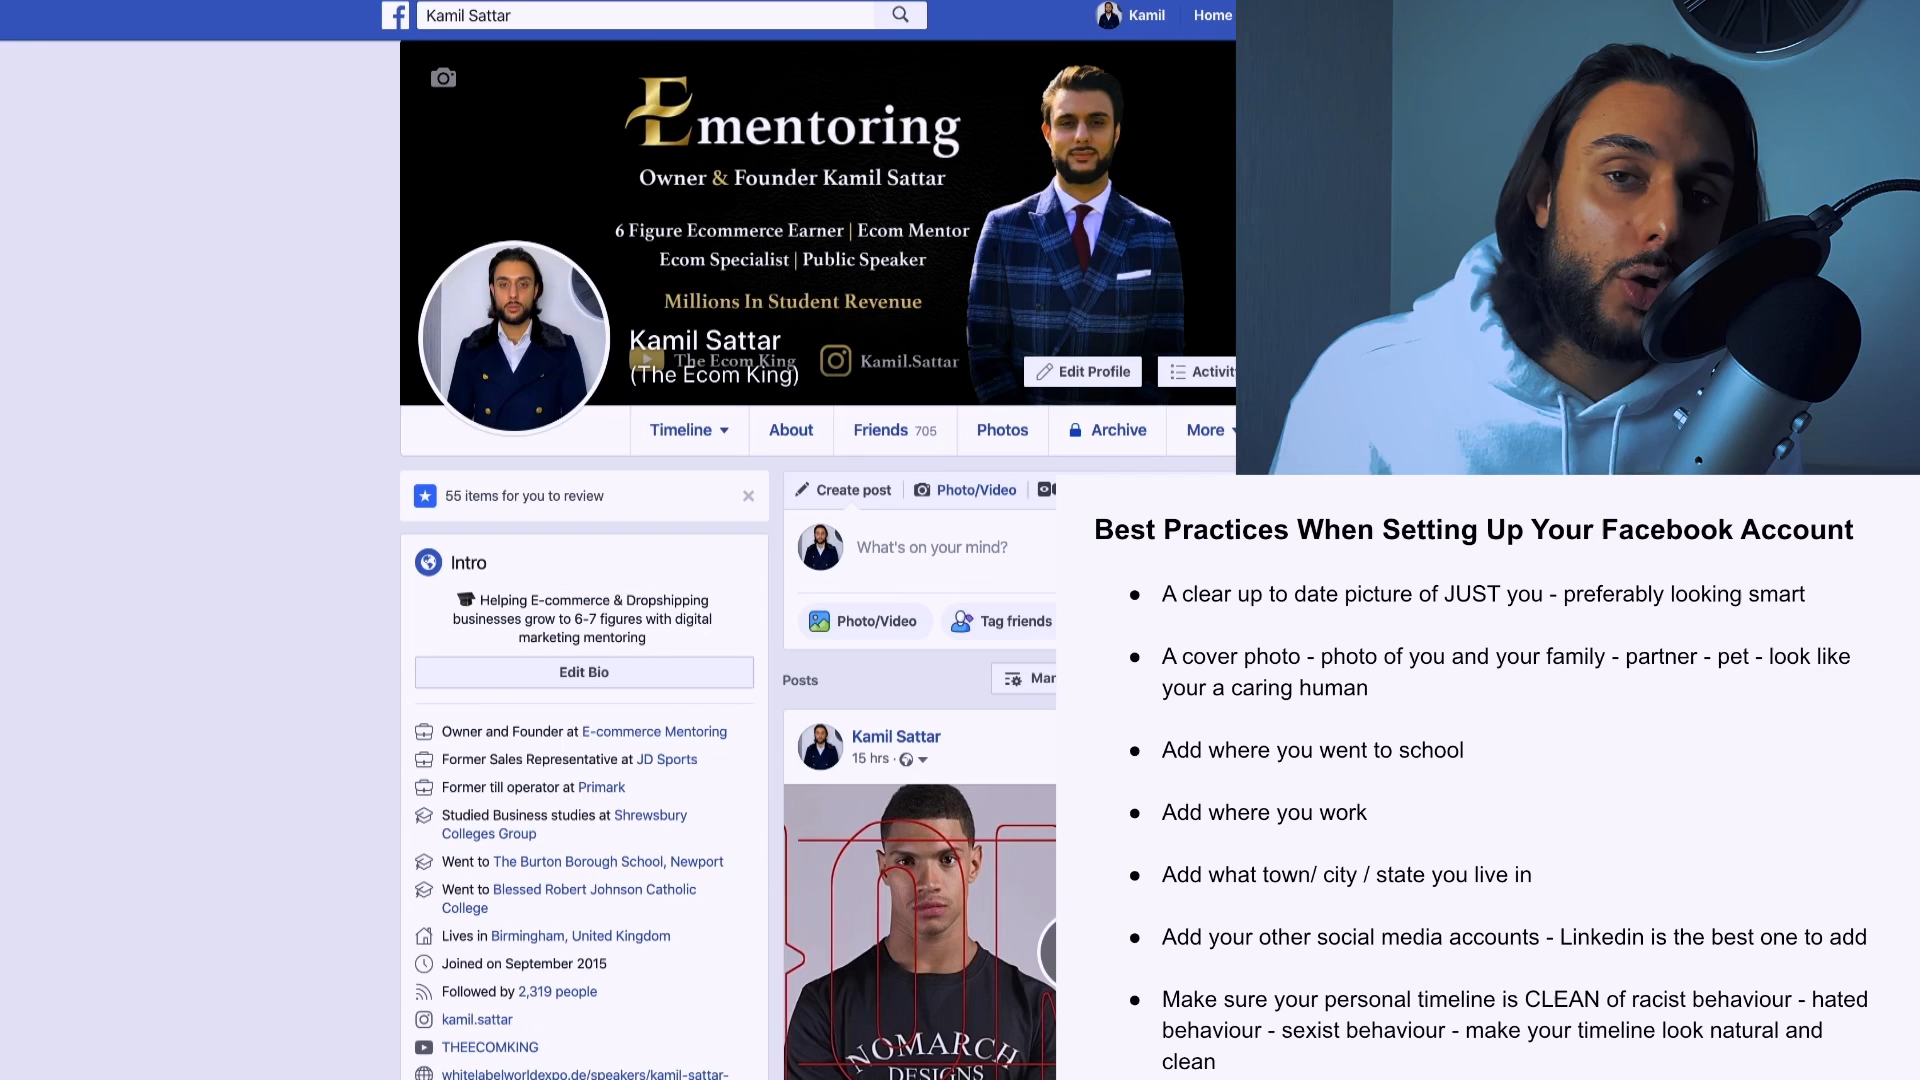 Kamil Sattar
Kamil
Home
Ementoring
Owner & Founder Kamil Sattar
6 Figure Ecommerce Earner | Ecom Mentor
Ecom Specialist | Public Speaker
Millions In Student Revenue
The Ecom King
Kamil.Sattar
Kamil Sattar
(The Ecom King)
Edit Profile
Timeline
About
Friends 705
Photos
Archive
More
55 items for you to review
Intro
Helping E-commerce & Dropshipping
businesses grow to 6-7 figures with digital
marketing mentoring
Edit Bio
Owner and Founder at E-commerce Mentoring
Former Sales Representative at JD Sports
Former till operator at Primark
Studied Business studies at Shrewsbury
Colleges Group
Went to The Burton Borough School, Newport
Went to Blessed Robert Johnson Catholic
College
Lives in Birmingham, United Kingdom
Joined on September 2015
Followed by 2,319 people
kamil.sattar
THEECOMKING
whitelabelworldexpo.de/speakers/kamil-sattar-
Create post
Photo/Video
What's on your mind?
Photo/Video
Tag friends
Posts
Kamil Sattar
15 hrs ·
NOMARCH
DESIGNS
Best Practices When Setting Up Your Facebook Account
● A clear up to date picture of JUST you - preferably looking smart
● A cover photo - photo of you and your family - partner - pet - look like
your a caring human
● Add where you went to school
● Add where you work
● Add what town/ city / state you live in
● Add your other social media accounts - Linkedin is the best one to add
● Make sure your personal timeline is CLEAN of racist behaviour - hated
behaviour - sexist behaviour - make your timeline look natural and
clean